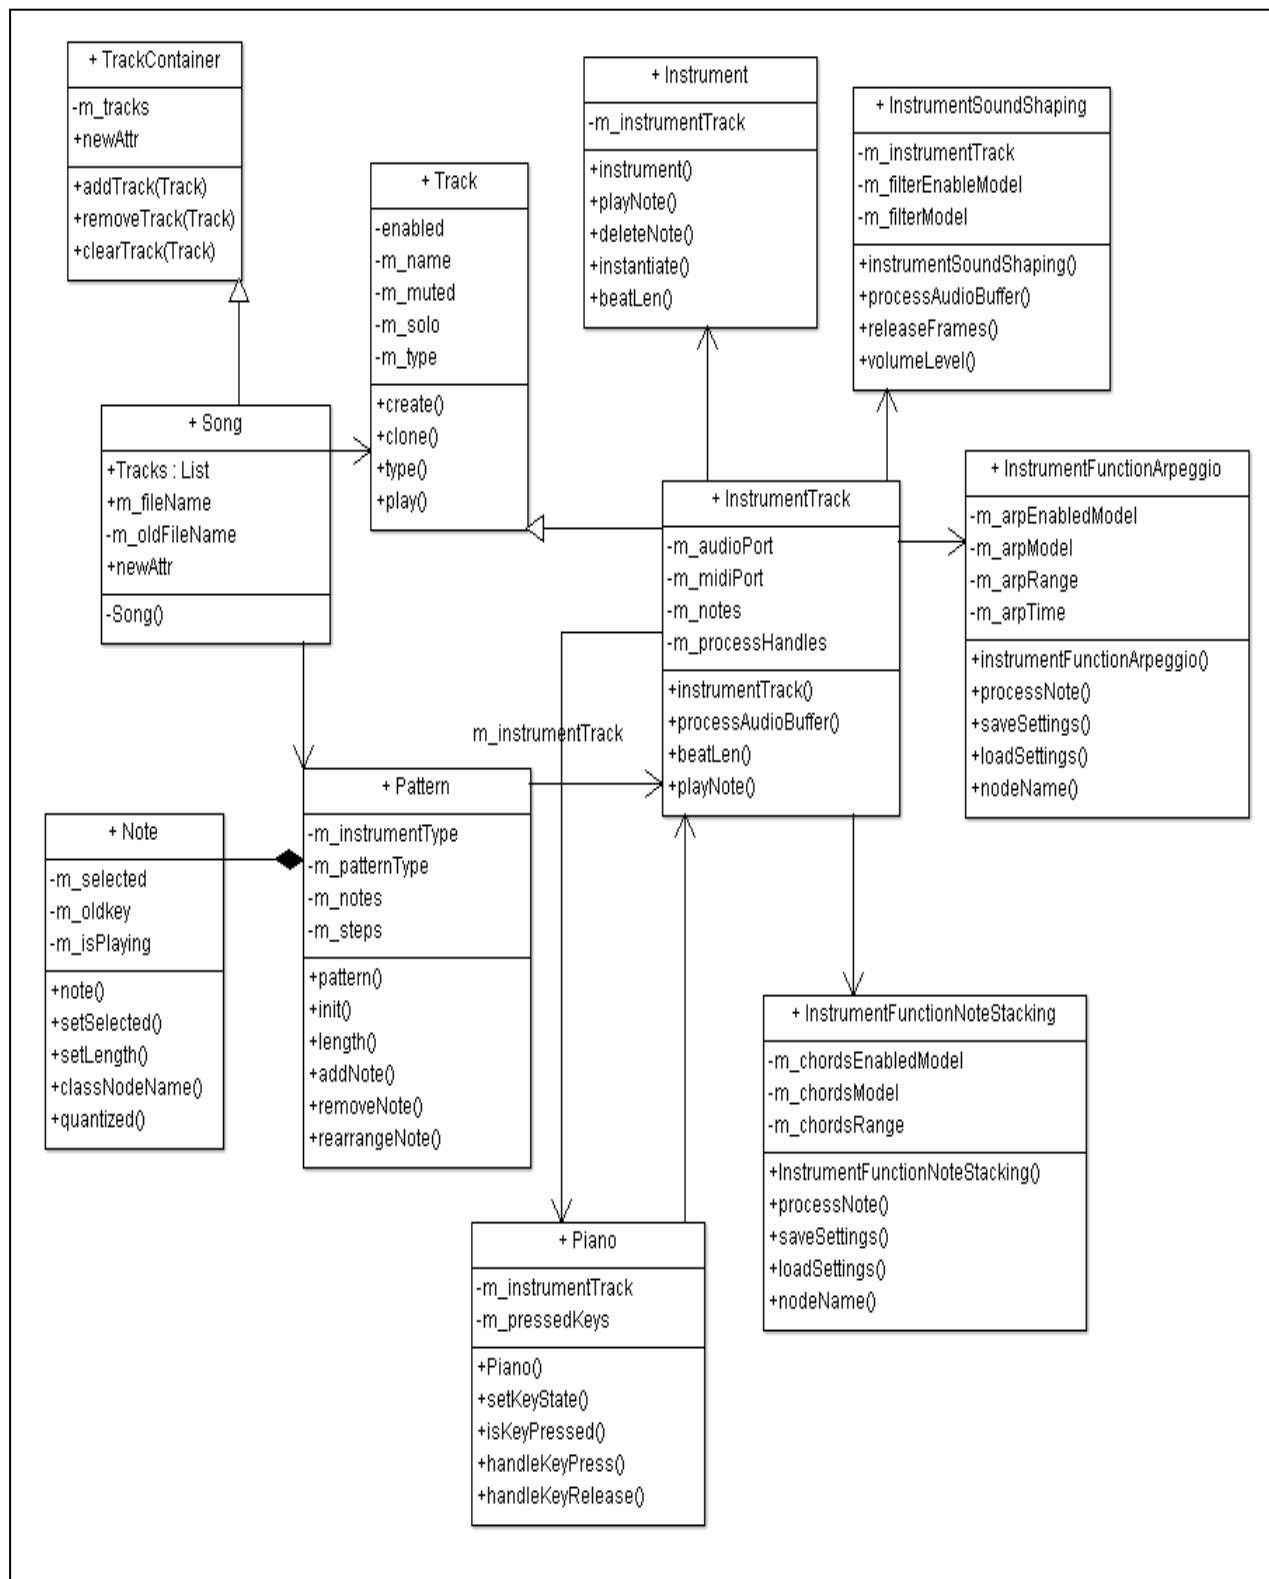 + TrackContainer
-m_tracks
+newAttr
+addTrack(Track)
+removeTrack(Track)
+clearTrack(Track)
+ Track
-enabled
-m_name
-m_muted
-m_solo
-m_type
+create()
+clone()
+type()
+play()
+ Instrument
-m_instrumentTrack
+instrument()
+playNote()
+deleteNote()
+instantiate()
+beatLen()
+ InstrumentSoundShaping
-m_instrumentTrack
-m_filterEnableModel
-m_filterModel
+instrumentSoundShaping()
+processAudioBuffer()
+releaseFrames()
+volumeLevel()
+ Song
+Tracks : List
+m_fileName
-m_oldFileName
+newAttr
-Song()
+ InstrumentTrack
-m_audioPort
-m_midiPort
-m_notes
-m_processHandles
+instrumentTrack()
+processAudioBuffer()
+beatLen()
+playNote()
+ InstrumentFunctionArpeggio
-m_arpEnabledModel
-m_arpModel
-m_arpRange
-m_arpTime
+instrumentFunctionArpeggio()
+processNote()
+saveSettings()
+loadSettings()
+nodeName()
m_instrumentTrack
+ Note
-m_selected
-m_oldkey
-m_isPlaying
+note()
+setSelected()
+setLength()
+classNodeName()
+quantized()
+ Pattern
-m_instrumentType
-m_patternType
-m_notes
-m_steps
+pattern()
+init()
+length()
+addNote()
+removeNote()
+rearrangeNote()
+ InstrumentFunctionNoteStacking
-m_chordsEnabledModel
-m_chordsModel
-m_chordsRange
+InstrumentFunctionNoteStacking()
+processNote()
+saveSettings()
+loadSettings()
+nodeName()
+ Piano
-m_instrumentTrack
-m_pressedKeys
+Piano()
+setKeyState()
+isKeyPressed()
+handleKeyPress()
+handleKeyRelease()